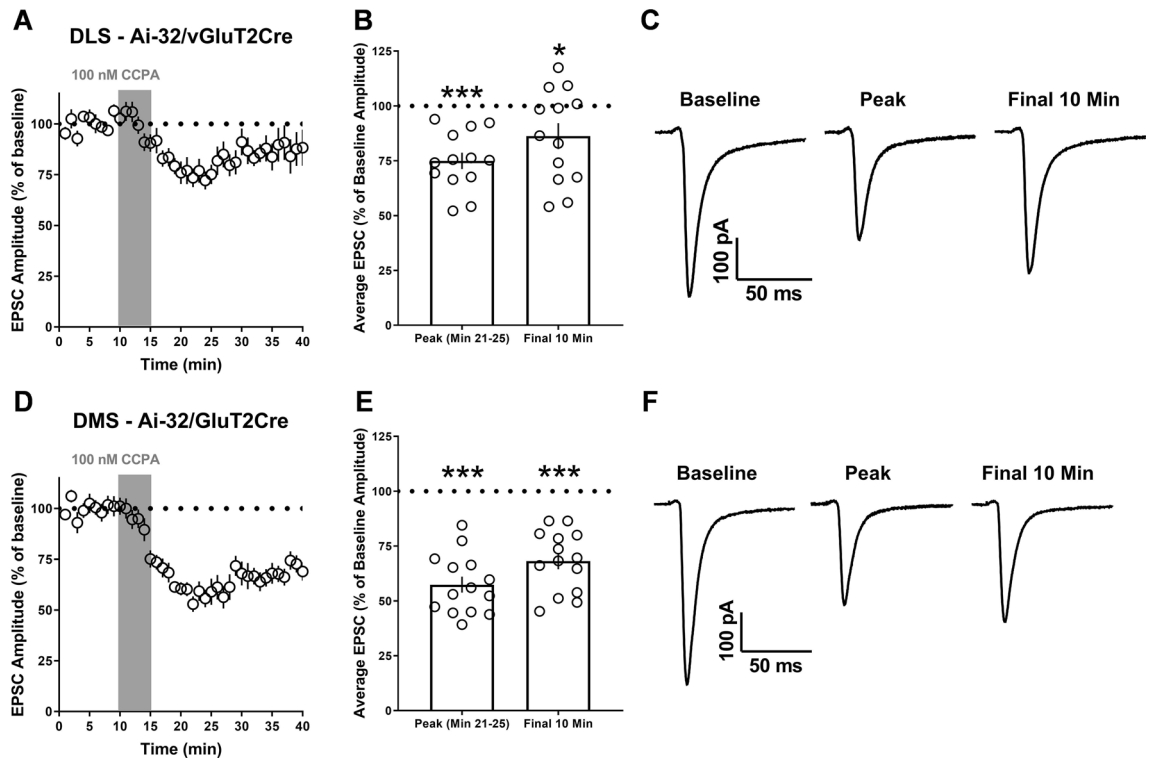 A
DLS - Ai-32/vGluT2Cre
100 nM CCPA
EPSC Amplitude (% of baseline)
100
75
50
25
0
0 5 10 15 20 25 30 35 40
Time (min)
B
Average EPSC (% of Baseline Amplitude)
125
100
75
50
25
0
***
*
Peak (Min 21-25) Final 10 Min
C
Baseline Peak Final 10 Min
100 pA
50 ms
D
DMS - Ai-32/GluT2Cre
100 nM CCPA
EPSC Amplitude (% of baseline)
100
75
50
25
0
0 5 10 15 20 25 30 35 40
Time (min)
E
Average EPSC (% of Baseline Amplitude)
125
100
75
50
25
0
*** ***
Peak (Min 21-25) Final 10 Min
F
Baseline Peak Final 10 Min
100 pA
50 ms